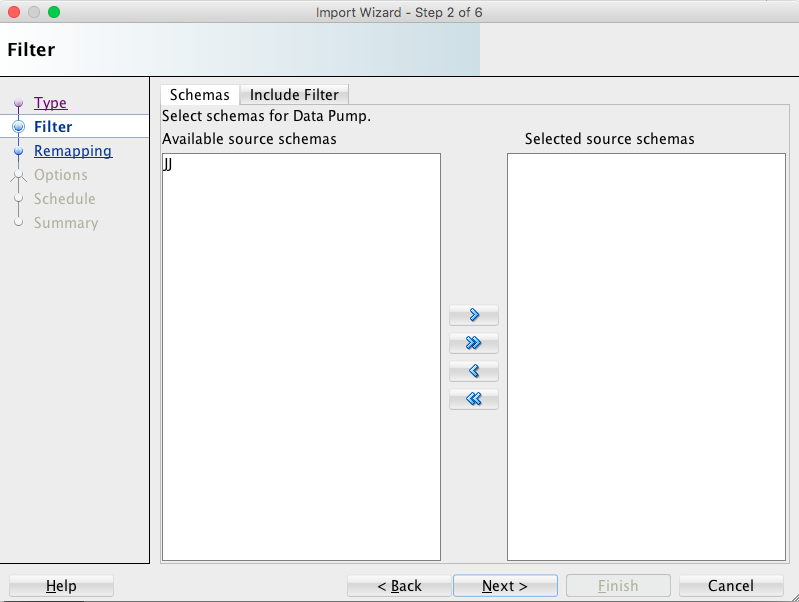 Import Wizard - Step 2 of 6
Filter
Type
Filter
Remapping
Options
Schedule
Summary
Schemas
Include Filter
Select schemas for Data Pump.
Available source schemas
Selected source schemas
JJ
Help
< Back
Next >
Finish
Cancel